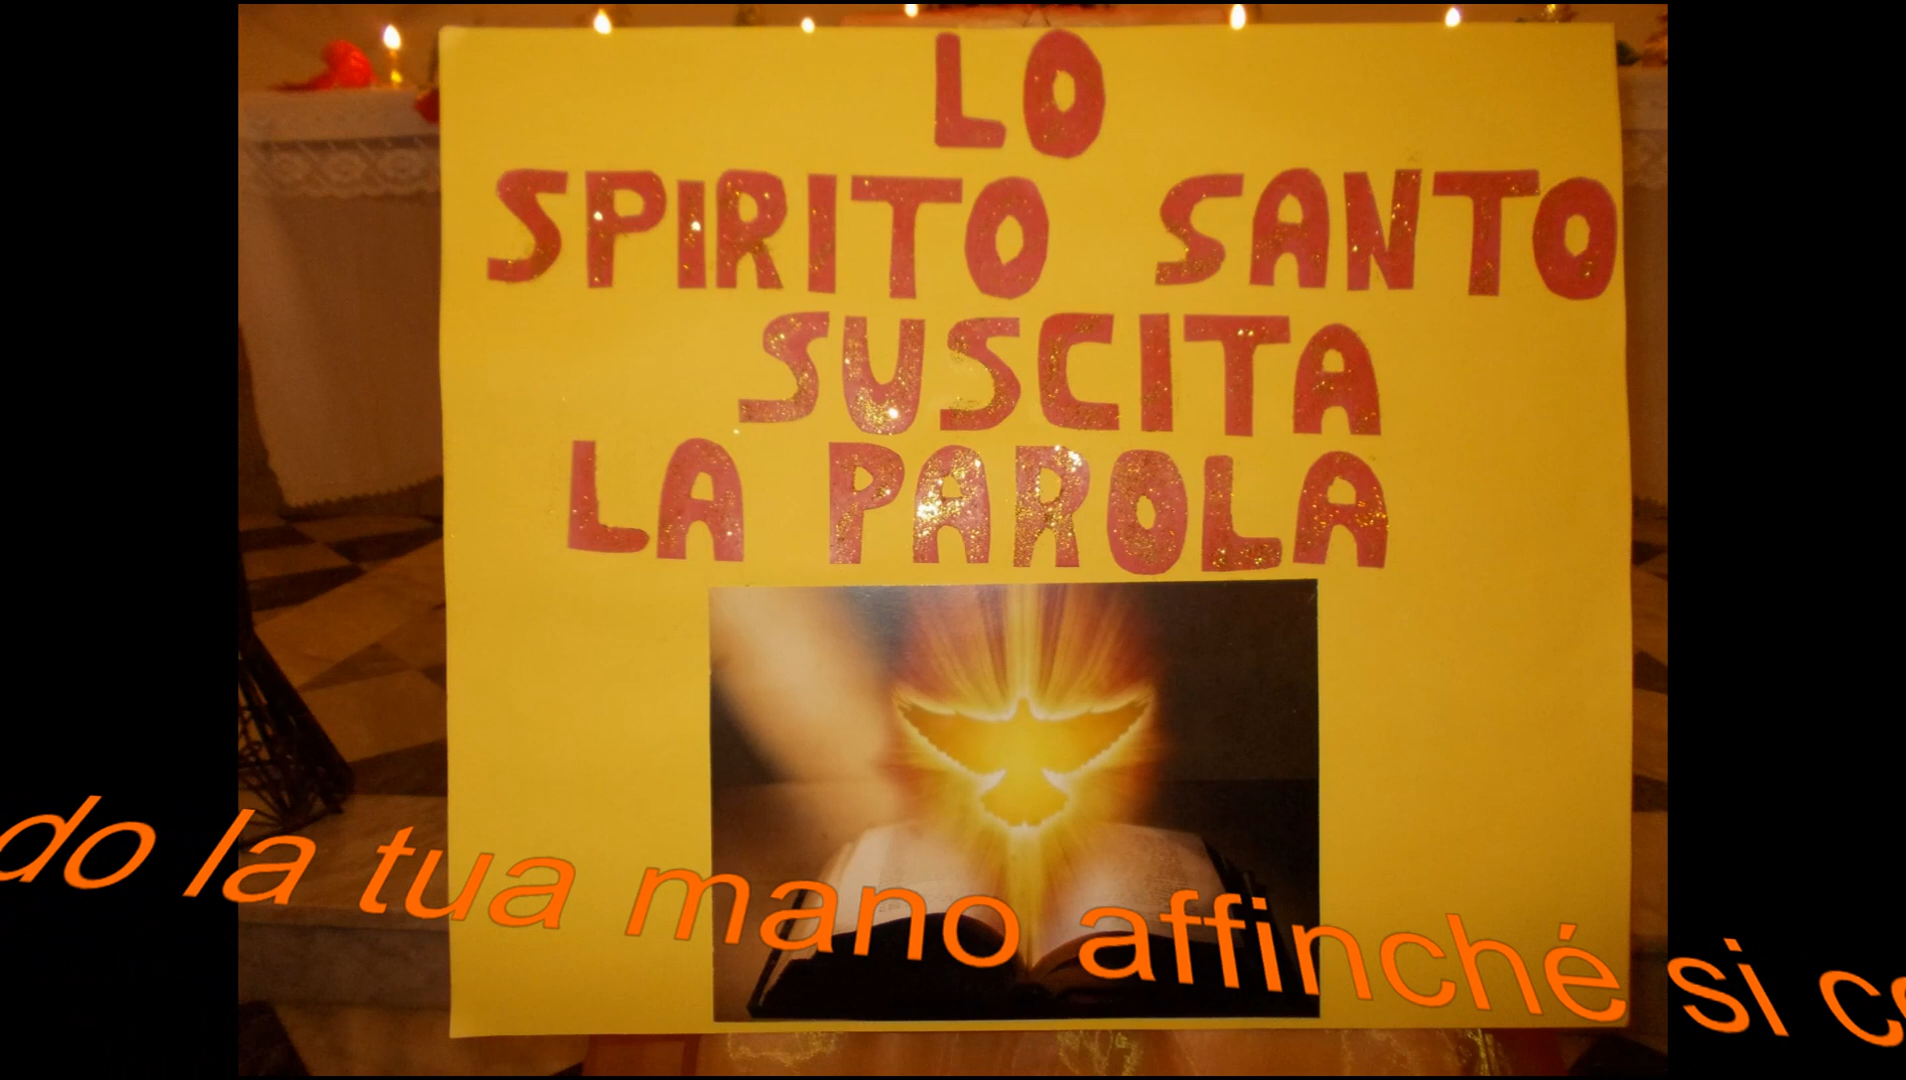 LO
SPIRITO SANTO
SUSCITA
LA PAROLA
do la tua mano affinché si